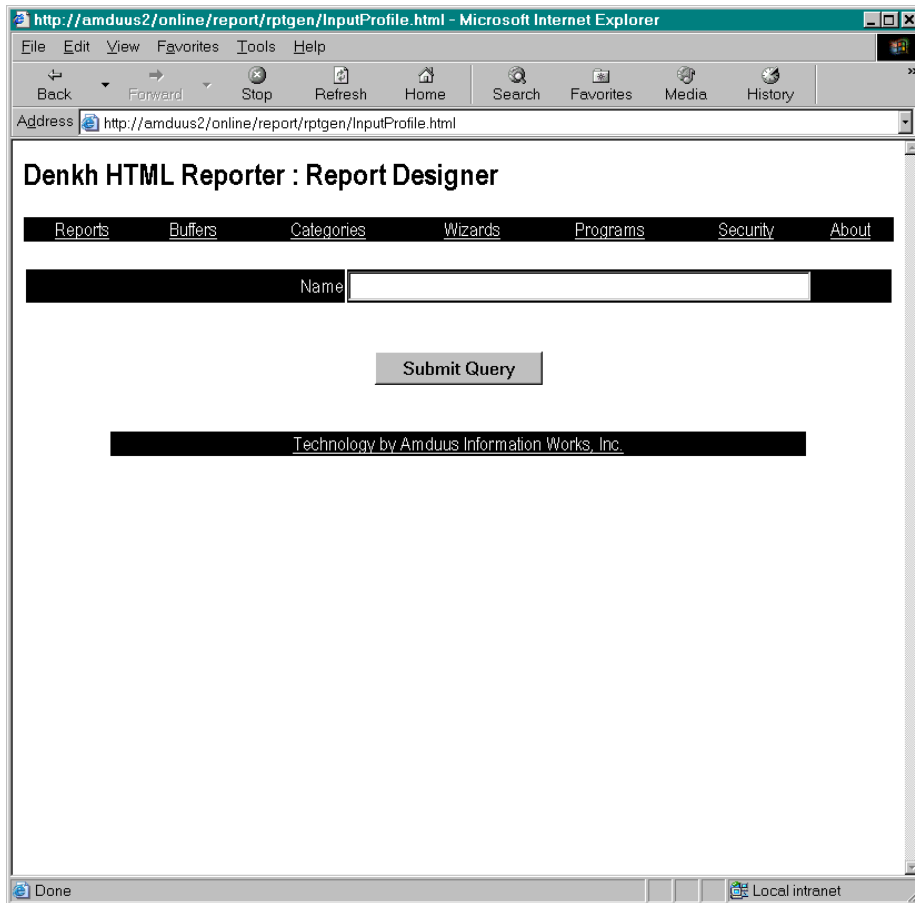 http://amduus2/online/report/rptgen/InputProfile.html - Microsoft Internet Explorer
File Edit View Favorites Tools Help
Back Forward Stop Refresh Home Search Favorites Media History »
Address http://amduus2/online/report/rptgen/InputProfile.html
Denkh HTML Reporter : Report Designer
Reports Buffers Categories Wizards Programs Security About
Name
Submit Query
Technology by Amduus Information Works, Inc.
Done Local intranet